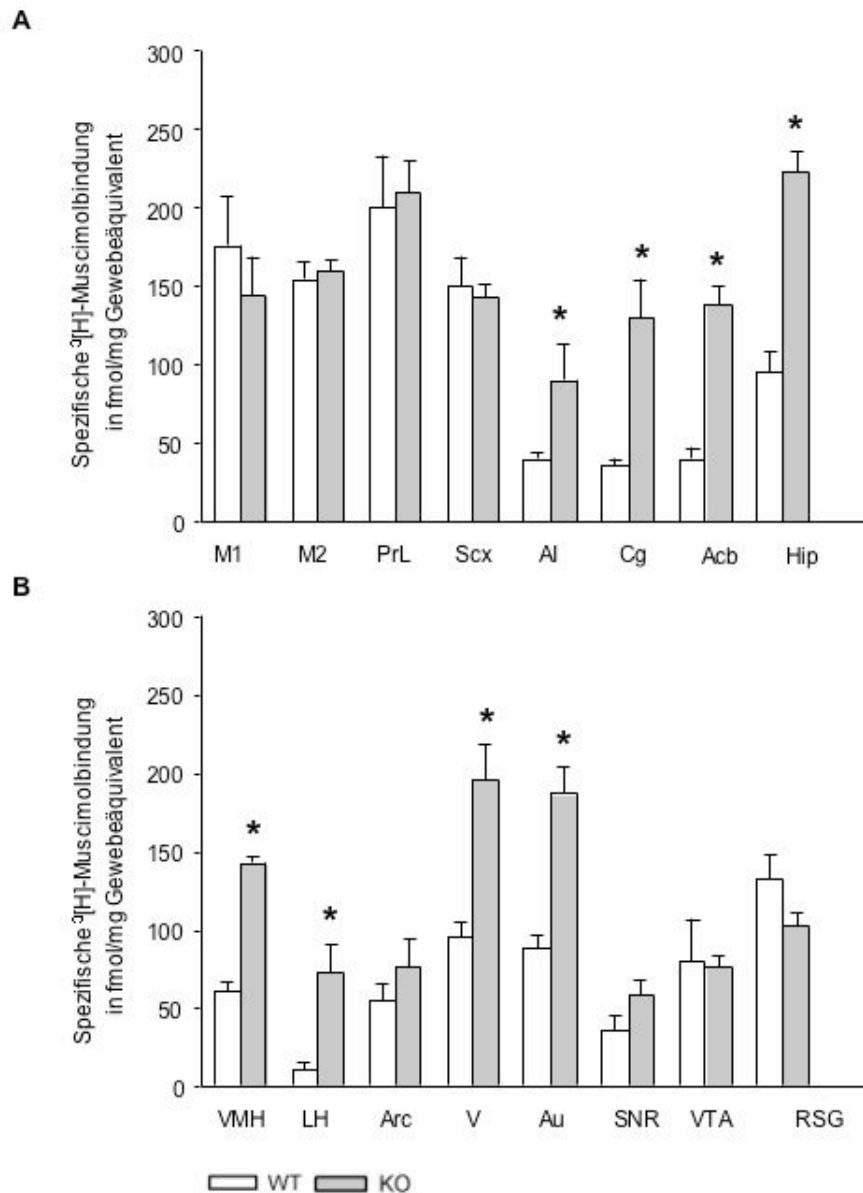 A
Spezifische ³[H]-Muscimolbindung
in fmol/mg Gewebeäquivalent
300
250
200
150
100
50
0
* * * *
M1 M2 PrL Scx AI Cg Acb Hip
B
Spezifische ³[H]-Muscimolbindung
in fmol/mg Gewebeäquivalent
300
250
200
150
100
50
0
* * * *
VMH LH Arc V Au SNR VTA RSG
WT KO